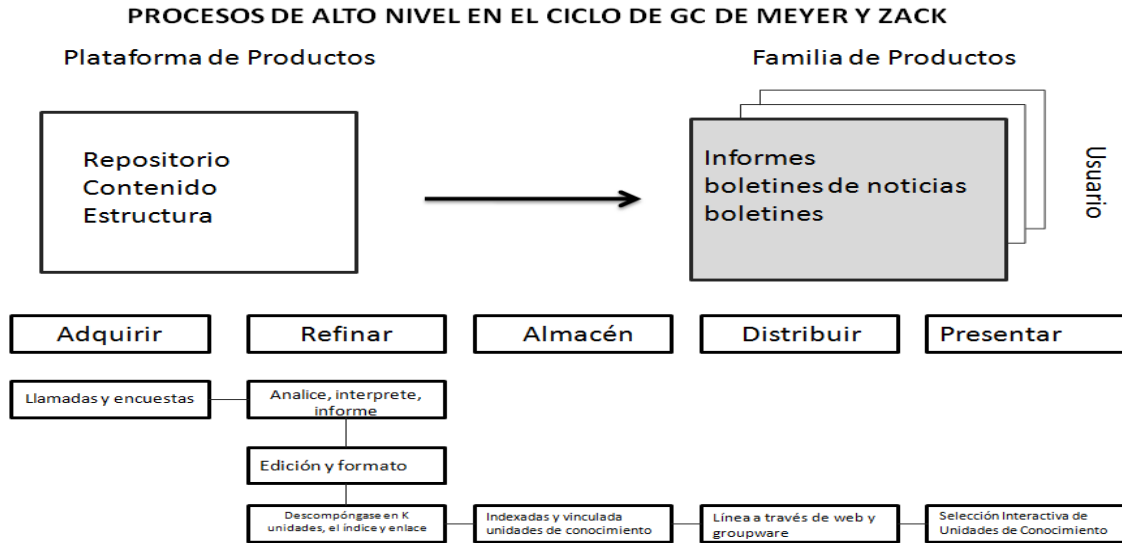 PROCESOS DE ALTO NIVEL EN EL CICLO DE GC DE MEYER Y ZACK
Plataforma de Productos
Familia de Productos
Repositorio
Contenido
Estructura
Informes
boletines de noticias
boletines
Usuario
Adquirir
Refinar
Almacén
Distribuir
Presentar
Llamadas y encuestas
Analice, interprete,
informe
Edición y formato
Descompóngase en K
unidades, el índice y enlace
Indexadas y vinculada
unidades de conocimiento
Línea a través de web y
groupware
Selección Interactiva de
Unidades de Conocimiento